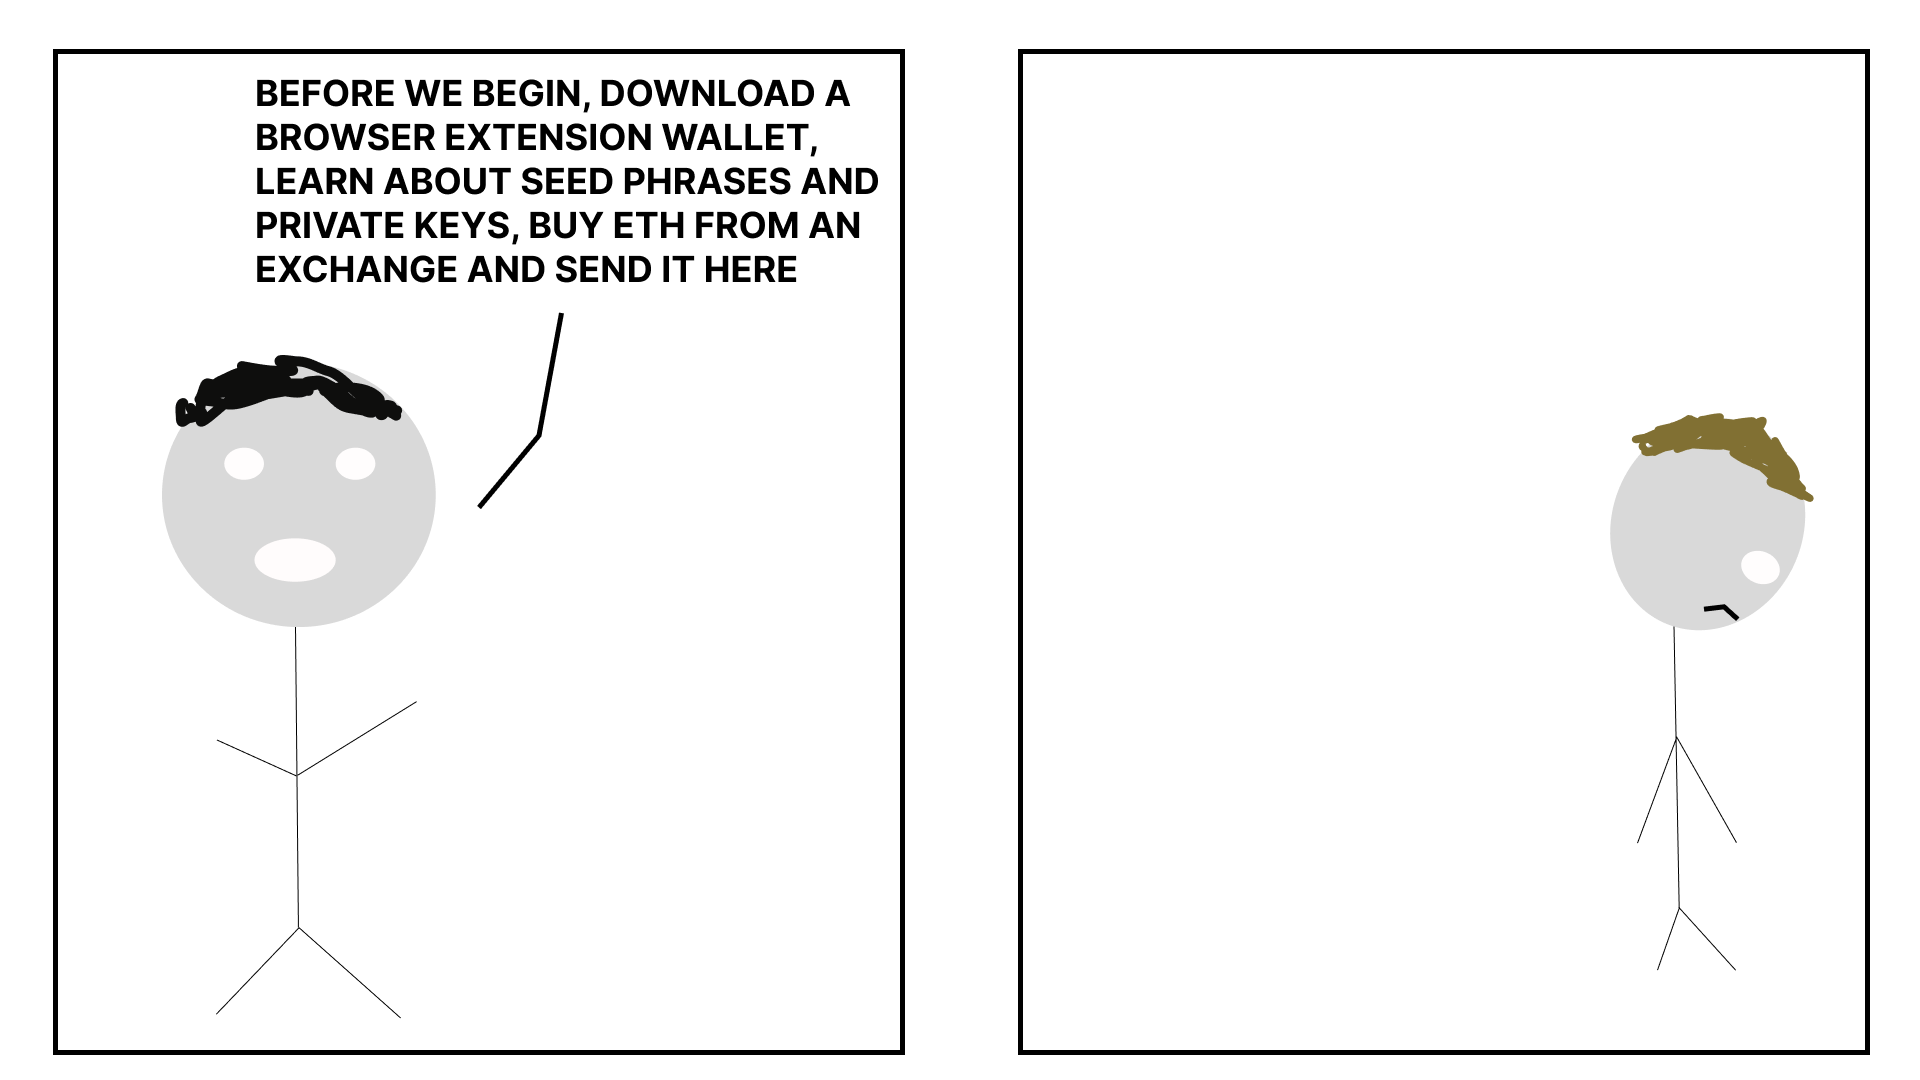 BEFORE WE BEGIN, DOWNLOAD A
BROWSER EXTENSION WALLET,
LEARN ABOUT SEED PHRASES AND
PRIVATE KEYS, BUY ETH FROM AN
EXCHANGE AND SEND IT HERE